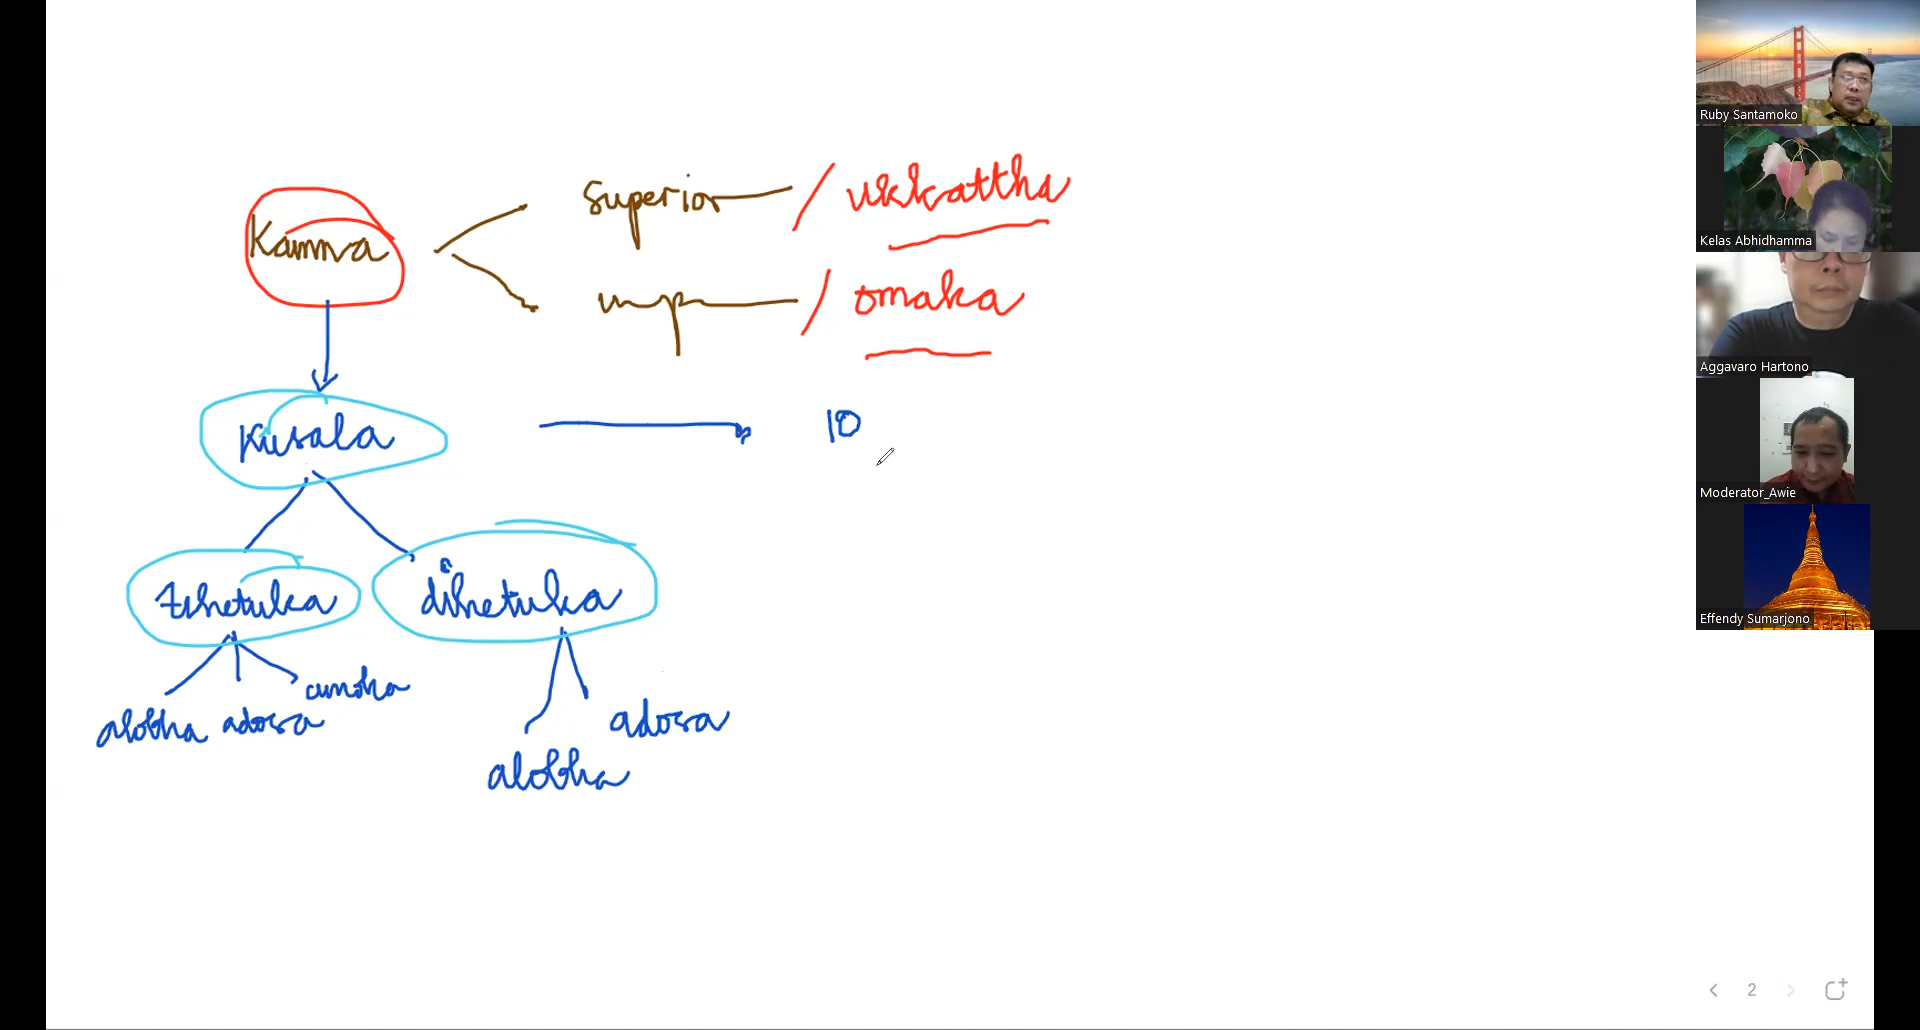 superior / ukkattha
Kamma
/ omaka
Kusala
10
tihetuka dihetuka
amoha
alobha adosa
adosa
alobha
Ruby Santamoko
Kelas Abhidhamma
Aggavaro Hartono
Moderator_Awie
Effendy Sumarjono
2